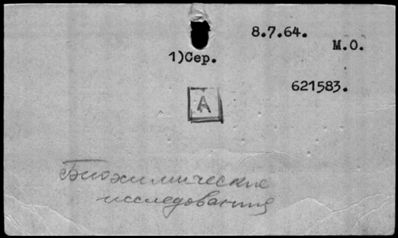 8.7.64.
М.О.
1)Сер.
621583.
А
Биохимические
исследования